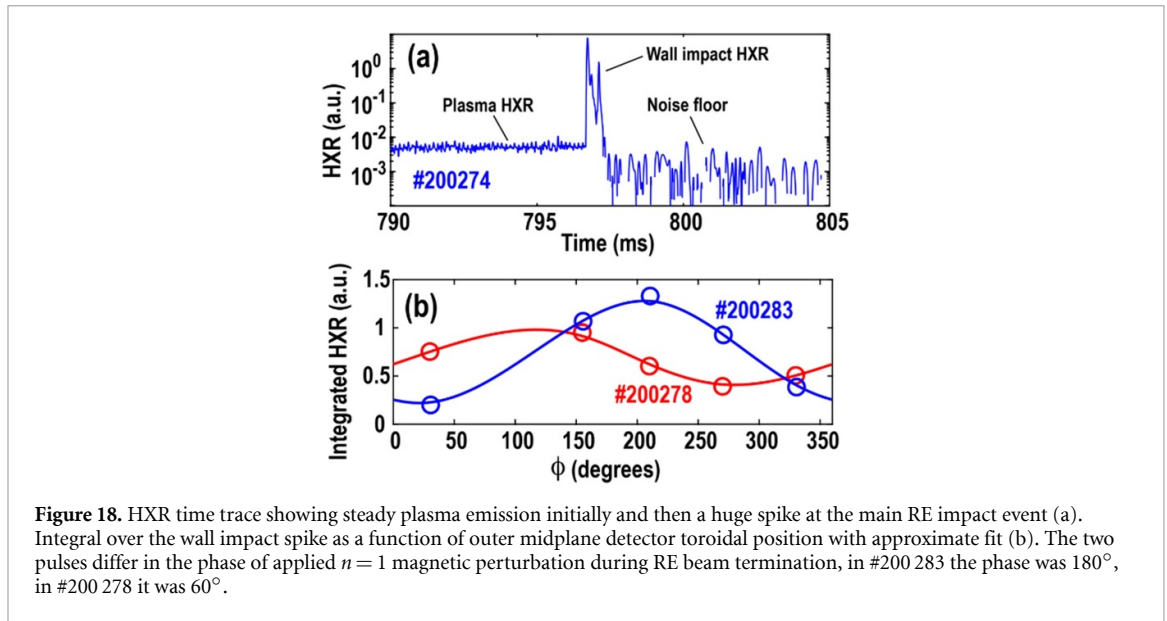 (a)
HXR (a.u.)
10^0
10^-1
10^-2
10^-3
Wall impact HXR
Plasma HXR
Noise floor
#200274
790 795 800 805
Time (ms)
(b)
Integrated HXR (a.u.)
1.5
1
0.5
0
#200283
#200278
0 50 100 150 200 250 300 350
ϕ (degrees)
Figure 18. HXR time trace showing steady plasma emission initially and then a huge spike at the main RE impact event (a).
Integral over the wall impact spike as a function of outer midplane detector toroidal position with approximate fit (b). The two
pulses differ in the phase of applied n = 1 magnetic perturbation during RE beam termination, in #200 283 the phase was 180°,
in #200 278 it was 60°.